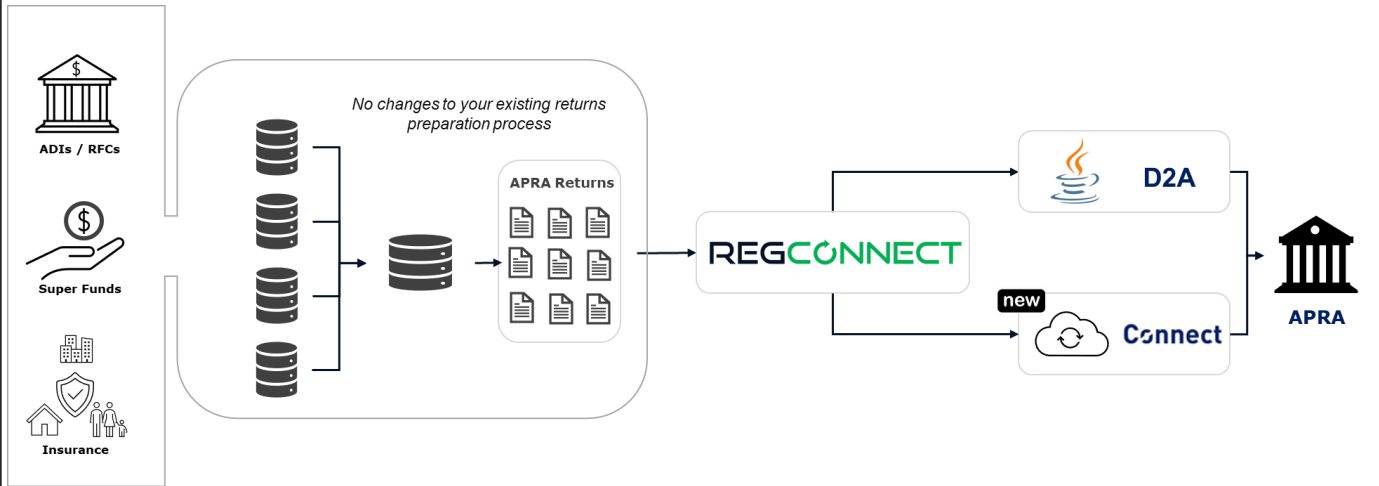 $
ADIs / RFCs
$
Super Funds
Insurance
No changes to your existing returns
preparation process
APRA Returns
REGCONNECT
D2A
new
Connect
APRA